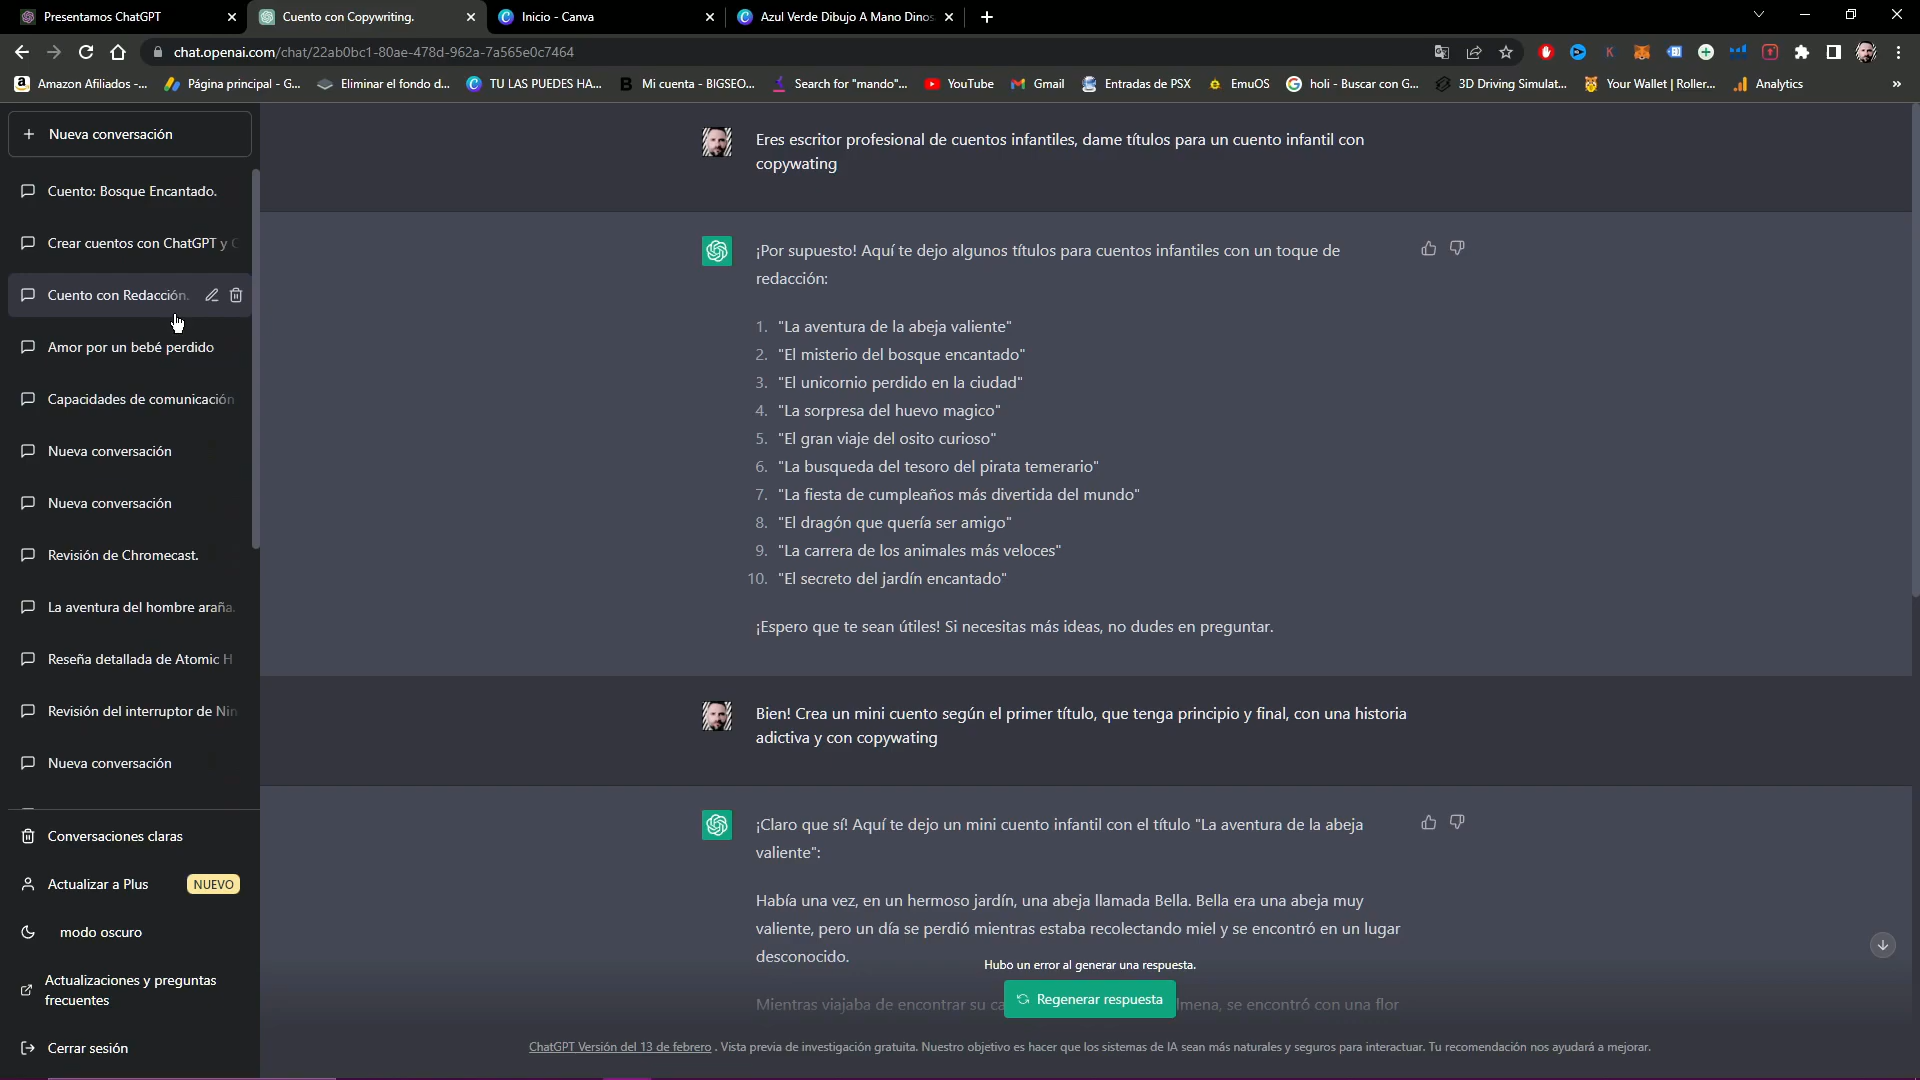 Presentamos ChatGPT
Cuento con Copywriting.
Inicio - Canva
Azul Verde Dibujo A Mano Dinos
chat.openai.com/chat/22ab0bc1-80ae-478d-962a-7a565e0c7464
Amazon Afiliados -...
Página principal - G...
Eliminar el fondo d...
TU LAS PUEDES HA...
Mi cuenta - BIGSEO...
Search for "mando"...
YouTube
Gmail
Entradas de PSX
EmuOS
holi - Buscar con G...
3D Driving Simulat...
Your Wallet | Roller...
Analytics
»
+ Nueva conversación
Cuento: Bosque Encantado.
Crear cuentos con ChatGPT y C
Cuento con Redacción.
Amor por un bebé perdido
Capacidades de comunicación
Nueva conversación
Nueva conversación
Revisión de Chromecast.
La aventura del hombre araña.
Reseña detallada de Atomic H
Revisión del interruptor de Nin
Nueva conversación
Conversaciones claras
Actualizar a Plus
NUEVO
modo oscuro
Actualizaciones y preguntas
frecuentes
Cerrar sesión
Eres escritor profesional de cuentos infantiles, dame títulos para un cuento infantil con
copywating
¡Por supuesto! Aquí te dejo algunos títulos para cuentos infantiles con un toque de
redacción:
1. "La aventura de la abeja valiente"
2. "El misterio del bosque encantado"
3. "El unicornio perdido en la ciudad"
4. "La sorpresa del huevo magico"
5. "El gran viaje del osito curioso"
6. "La busqueda del tesoro del pirata temerario"
7. "La fiesta de cumpleaños más divertida del mundo"
8. "El dragón que quería ser amigo"
9. "La carrera de los animales más veloces"
10. "El secreto del jardín encantado"
¡Espero que te sean útiles! Si necesitas más ideas, no dudes en preguntar.
Bien! Crea un mini cuento según el primer título, que tenga principio y final, con una historia
adictiva y con copywating
¡Claro que sí! Aquí te dejo un mini cuento infantil con el título "La aventura de la abeja
valiente":
Había una vez, en un hermoso jardín, una abeja llamada Bella. Bella era una abeja muy
valiente, pero un día se perdió mientras estaba recolectando miel y se encontró en un lugar
desconocido.
Hubo un error al generar una respuesta.
Mientras viajaba de encontrar su ca
Regenerar respuesta
lmena, se encontró con una flor
ChatGPT Versión del 13 de febrero . Vista previa de investigación gratuita. Nuestro objetivo es hacer que los sistemas de IA sean más naturales y seguros para interactuar. Tu recomendación nos ayudará a mejorar.